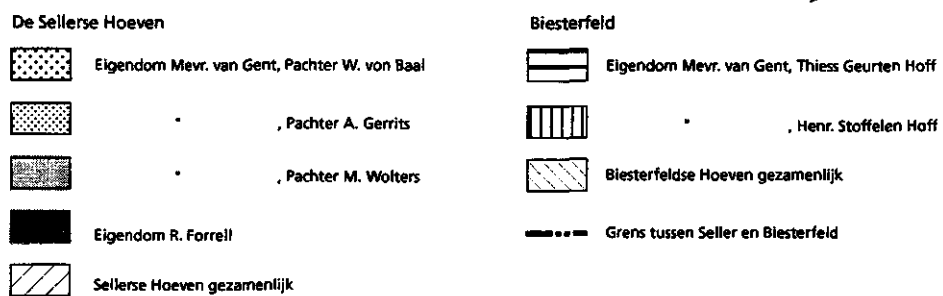 De Sellerse Hoeven
Eigendom Mevr. van Gent, Pachter W. von Baal
" , Pachter A. Gerrits
" , Pachter M. Wolters
Eigendom R. Forrell
Sellerse Hoeven gezamenlijk
Biesterfeld
Eigendom Mevr. van Gent, Thiess Geurten Hoff
" , Henr. Stoffelen Hoff
Biesterfeldse Hoeven gezamenlijk
Grens tussen Seller en Biesterfeld